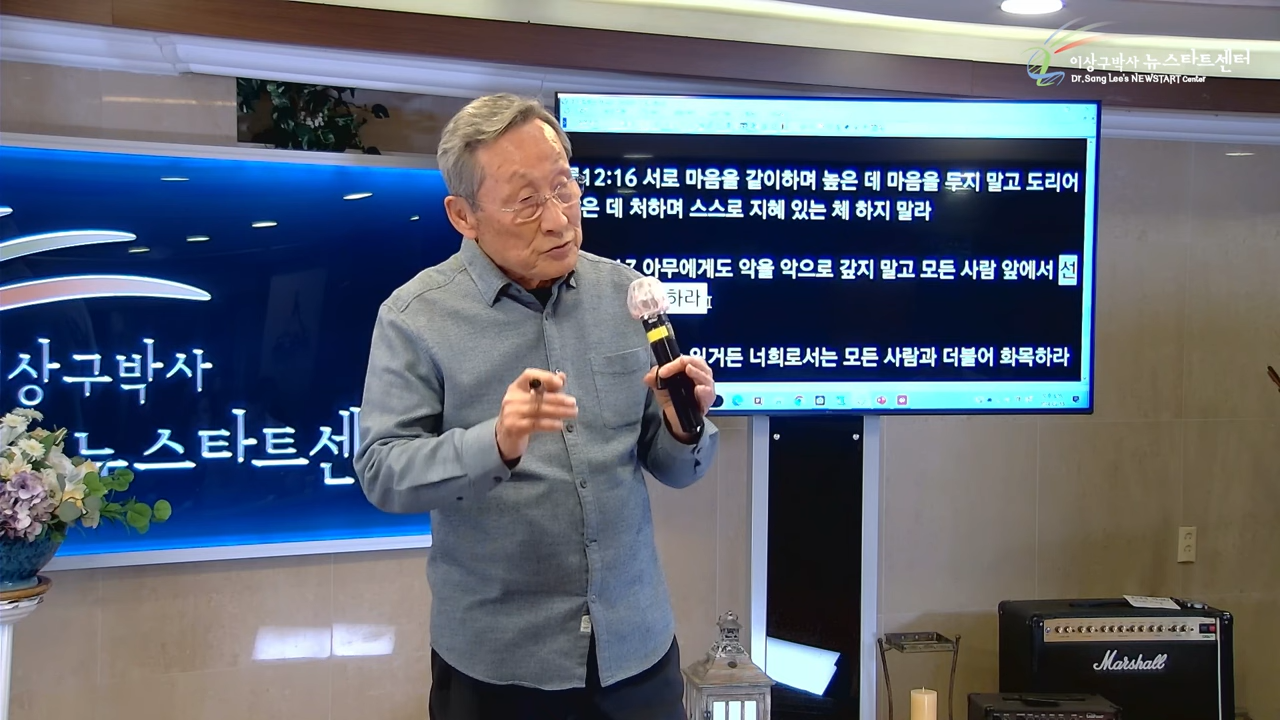 이상구박사 뉴스타트센터
Dr. Sang Lee's NEWSTART Center
12:16 서로 마음을 같이하며 높은 데 마음을 두지 말고 도리어
은 데 처하며 스스로 지혜 있는 체 하지 말라
17 아무에게도 악을 악으로 갚지 말고 모든 사람 앞에서 선
하라
있거든 너희로서는 모든 사람과 더불어 화목하라
상구박사
뉴스타트센
Marshall